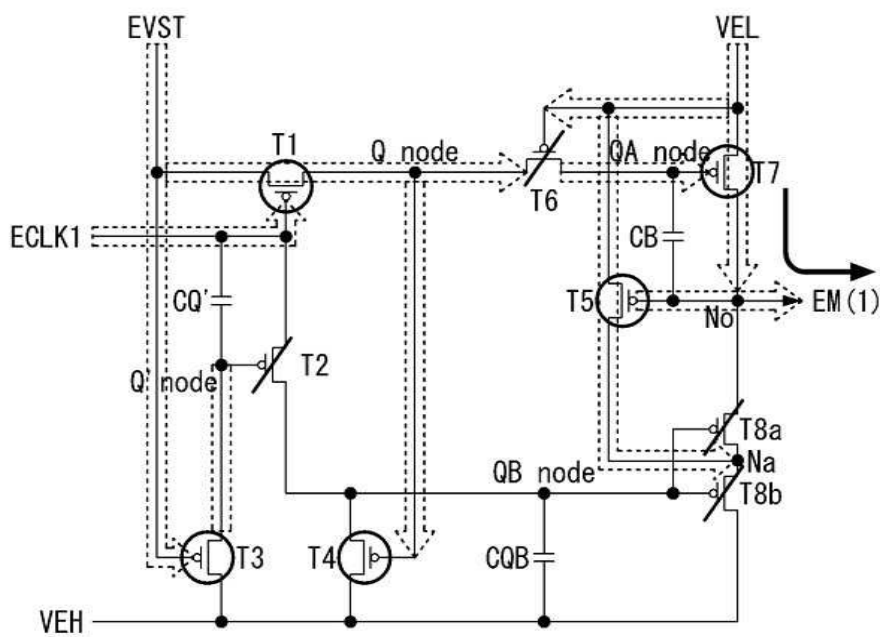 EVST
VEL
T1
Q node
QA node
T7
T6
ECLK1
CB
CQ'
T5
No
EM(1)
Q' node
T2
T8a
QB node
Na
T8b
T3
T4
CQB
VEH